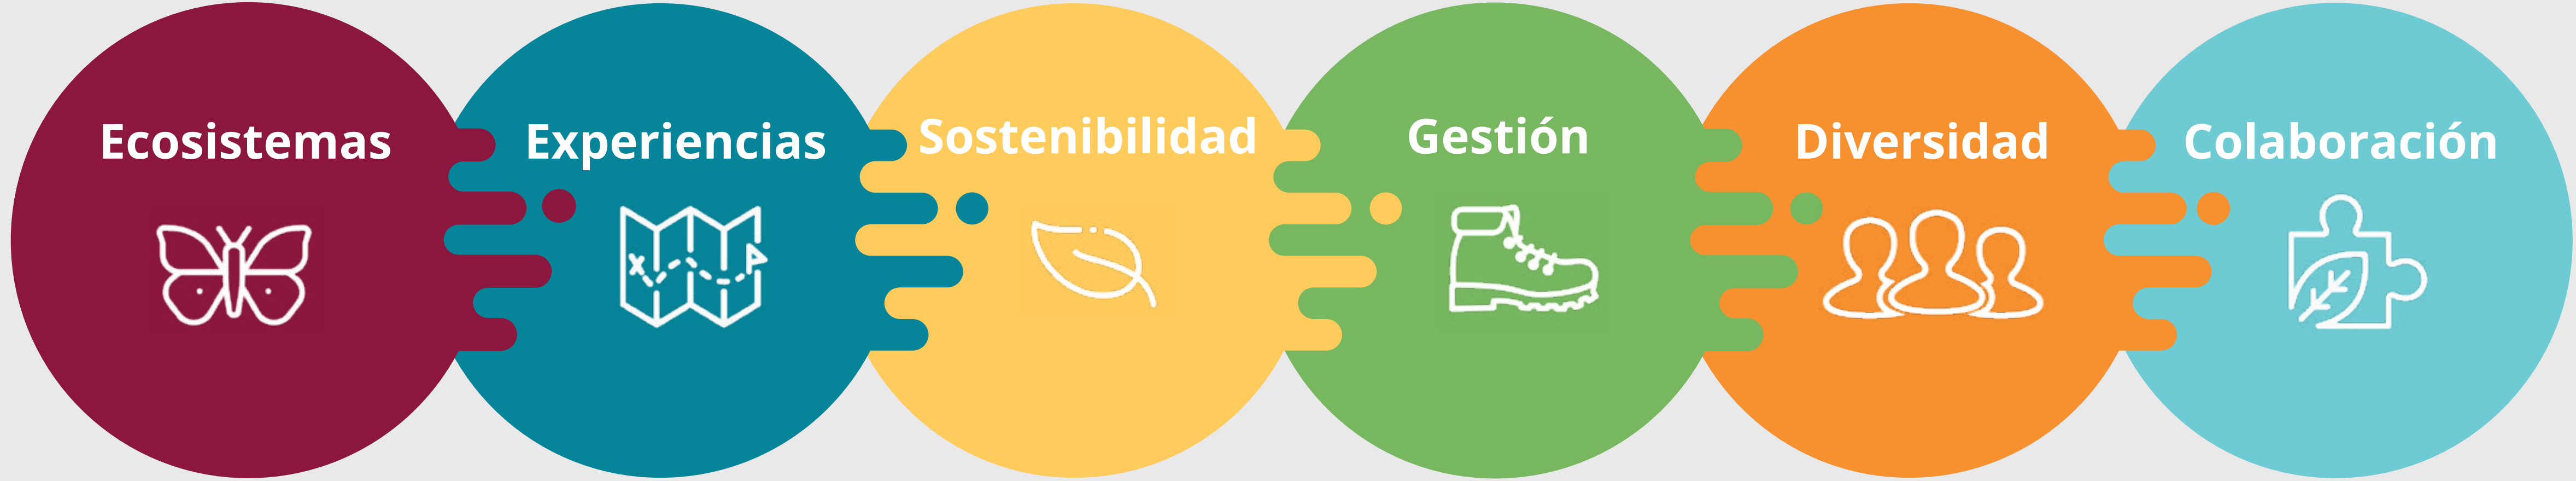 Ecosistemas
Experiencias
Sostenibilidad
Gestión
Diversidad
Colaboración